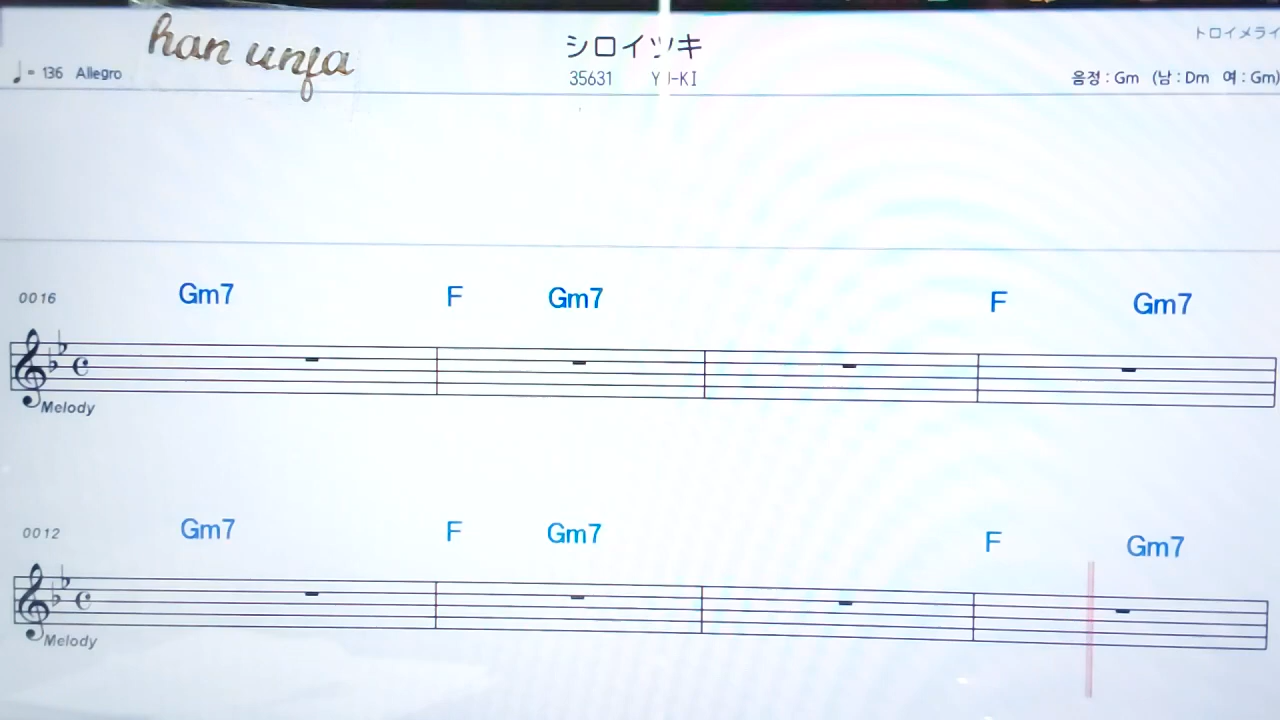 han unfa
シロイツキ
トロイメライ
♩= 136 Allegro
35631
음정 : Gm (남 : Dm 여 : Gm)
Gm7 F Gm7 F Gm7
0016
Melody
Gm7 F Gm7 F Gm7
0012
Melody